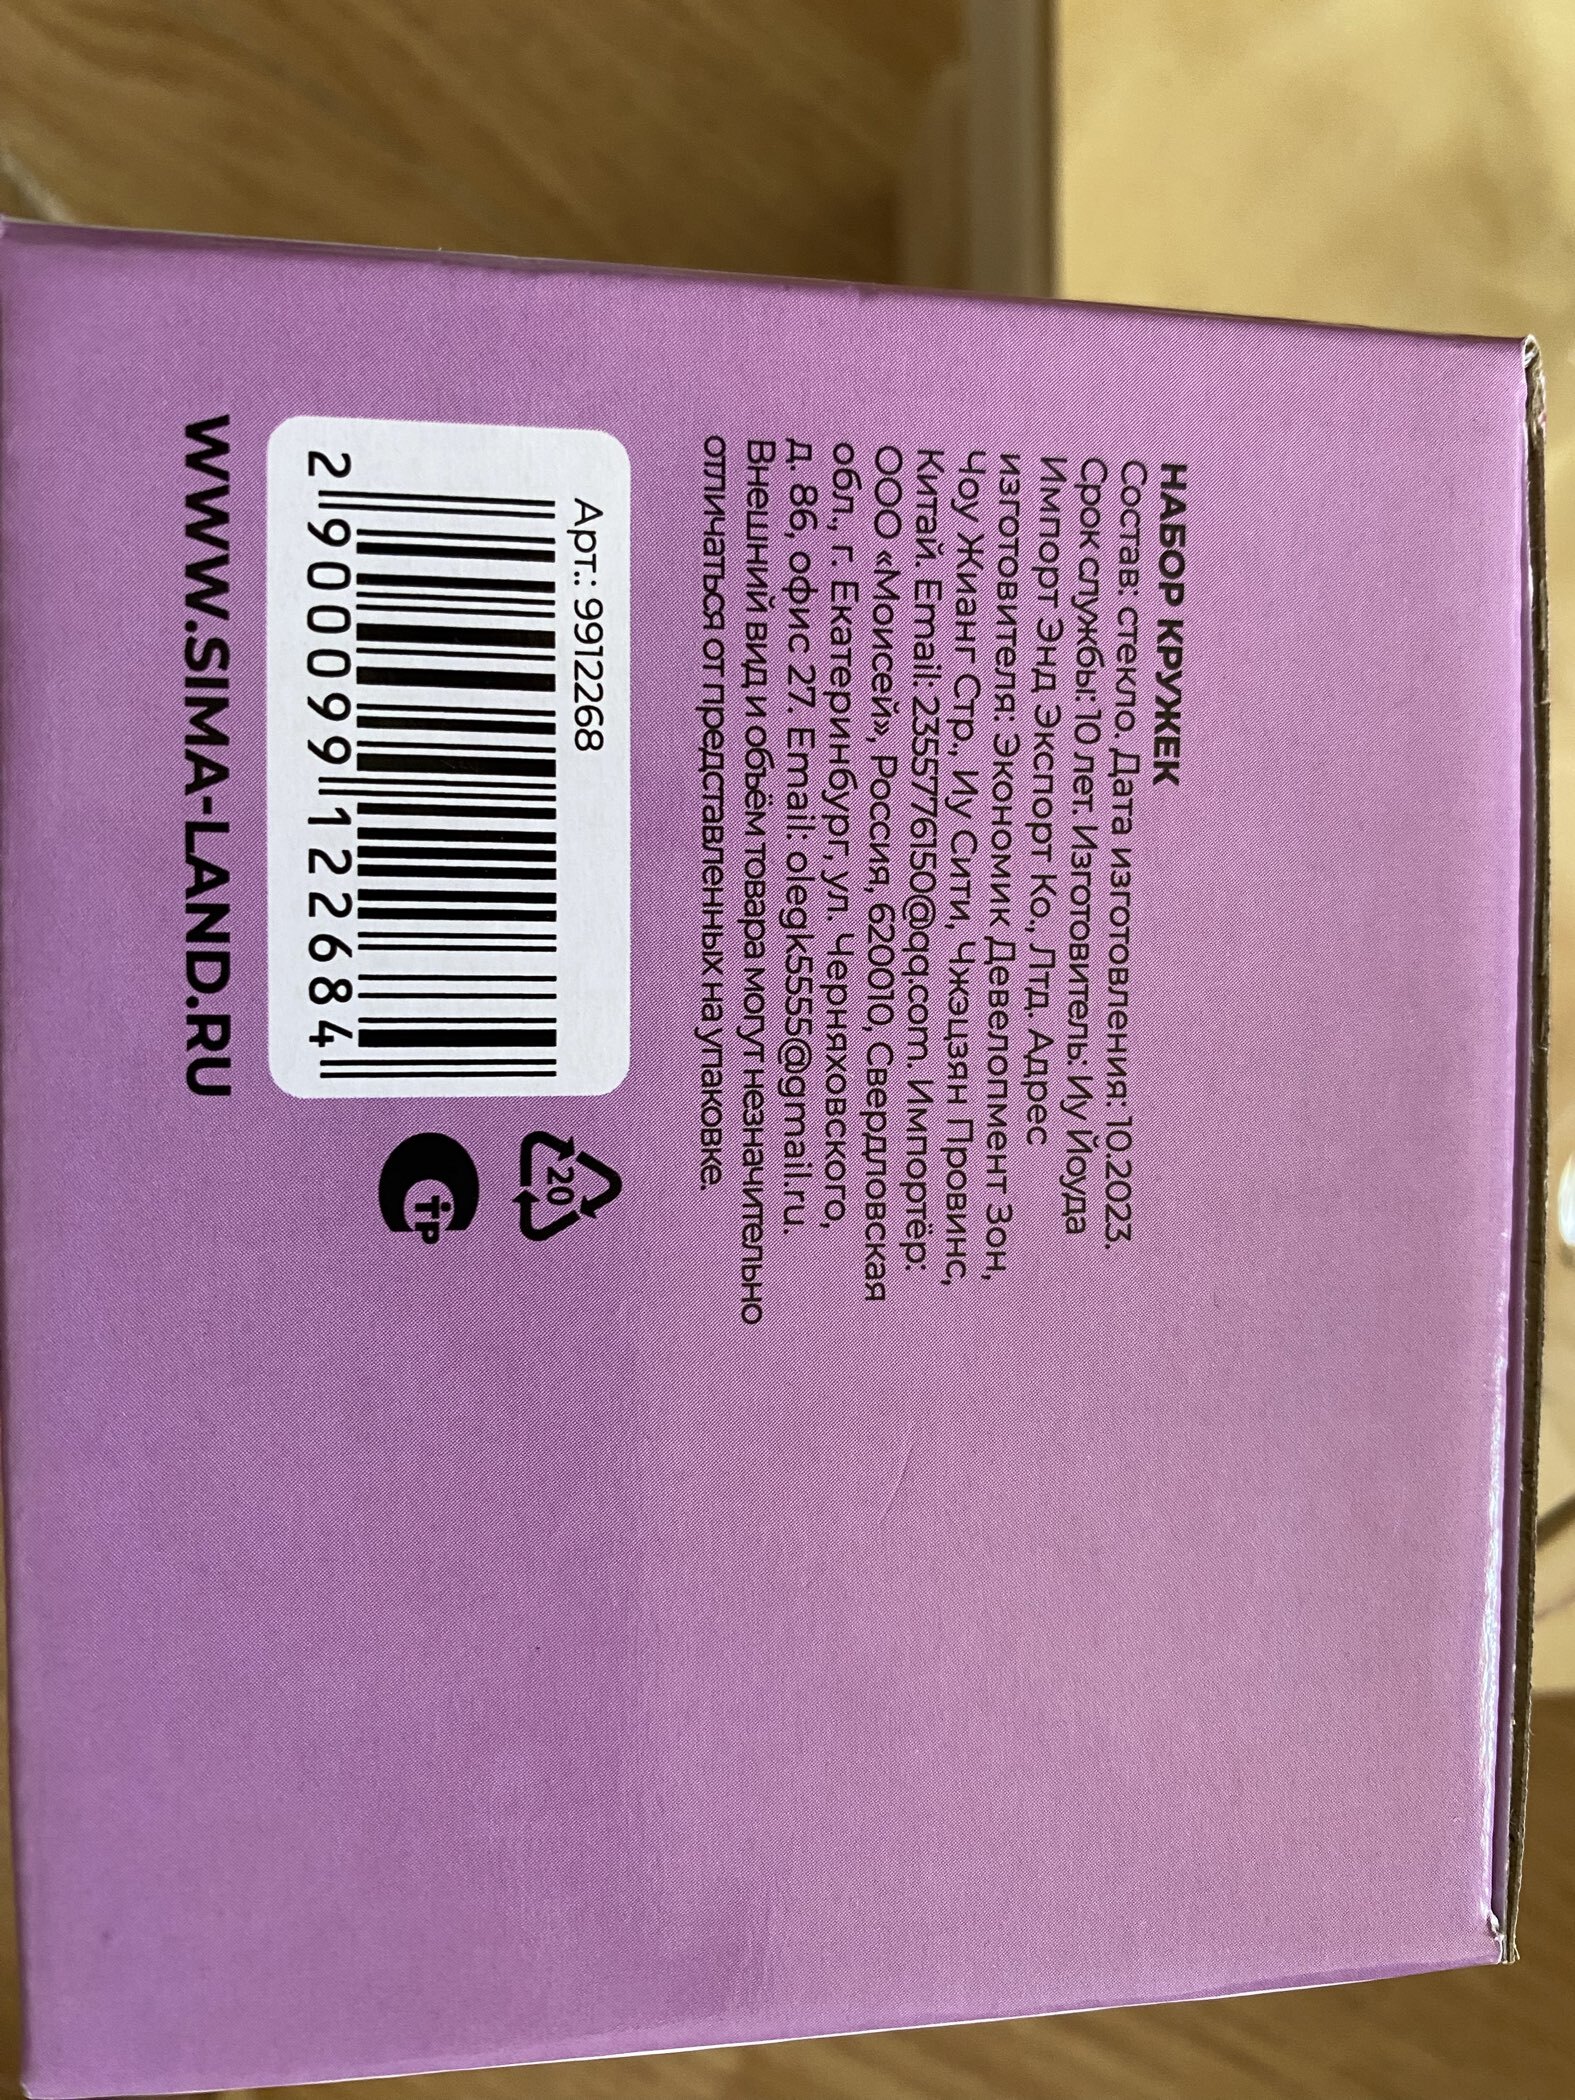 НАБОР КРУЖЕК
Состав: стекло. Дата изготовления: 10.2023.
Срок службы: 10 лет. Изготовитель: Иу Йоуда
Импорт Энд Экспорт Ко., Лтд. Адрес
изготовителя: Экономик Девелопмент Зон,
Чоу Жианг Стр., Иу Сити, Чжэцзян Провинс,
Китай. Email: 2355776150@qq.com. Импортёр:
ООО «Моисей», Россия, 620010, Свердловская
обл., г. Екатеринбург, ул. Черняховского,
д. 86, офис 27. Email: olegk5555@gmail.ru.
Внешний вид и объём товара могут незначительно
отличаться от представленных на упаковке.
Арт.: 9912268
2 900099 122684
20
СТР
WWW.SIMA-LAND.RU